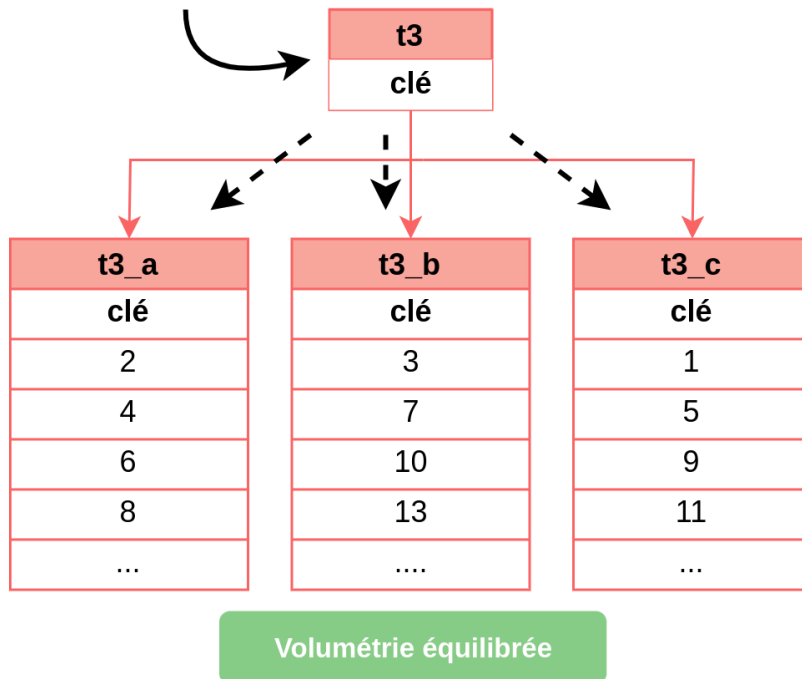 t3
clé
t3_a t3_b t3_c
clé clé clé
2 3 1
4 7 5
6 10 9
8 13 11
... .... ...
Volumétrie équilibrée